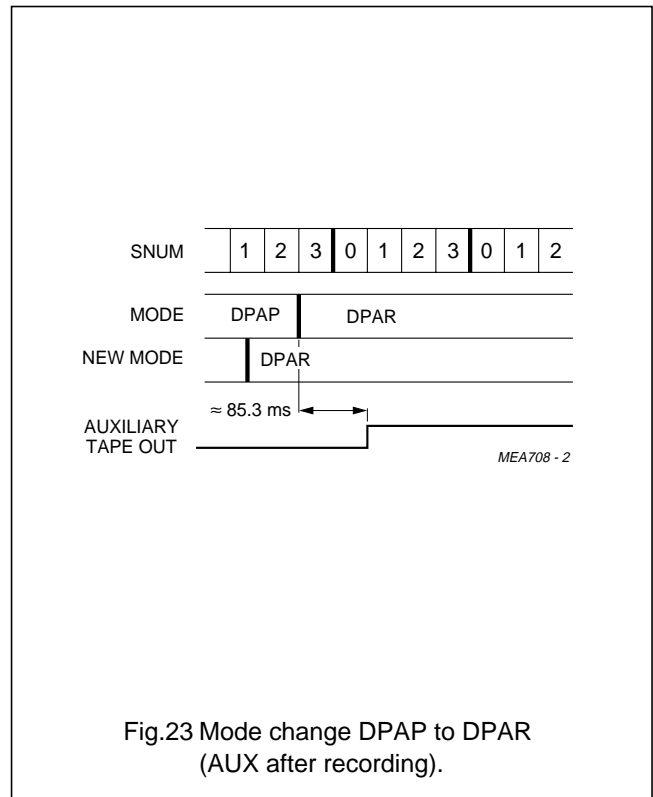 SNUM 1 2 3 0 1 2 3 0 1 2
MODE DPAP DPAR
NEW MODE DPAR
≈ 85.3 ms
AUXILIARY
TAPE OUT
MEA708 - 2
Fig.23 Mode change DPAP to DPAR
(AUX after recording).